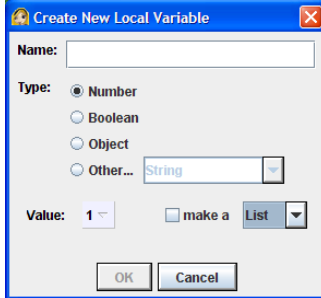 Create New Local Variable
Name:
Type: Number
Boolean
Object
Other... String
Value: 1 make a List
OK Cancel